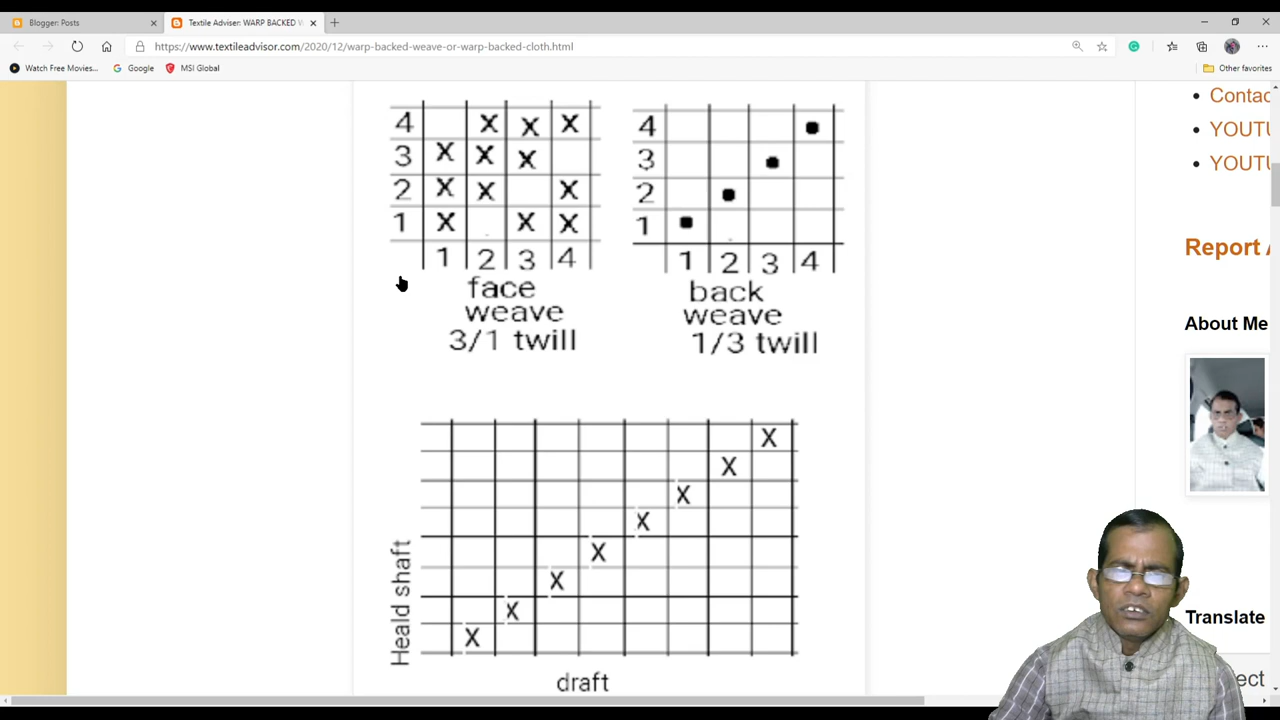 Blogger: Posts
Textile Adviser: WARP BACKED W
https://www.textileadvisor.com/2020/12/warp-backed-weave-or-warp-backed-cloth.html
Watch Free Movies...
Google
MSI Global
Other favorites
4 X X X
3 X X X
2 X X X
1 X X X
1 2 3 4
face
weave
3/1 twill
4
3
2
1
1 2 3 4
back
weave
1/3 twill
X
X
X
X
X
X
X
X
Heald shaft
draft
Contac
YOUTU
YOUTU
Report A
About Me
Translate
ect